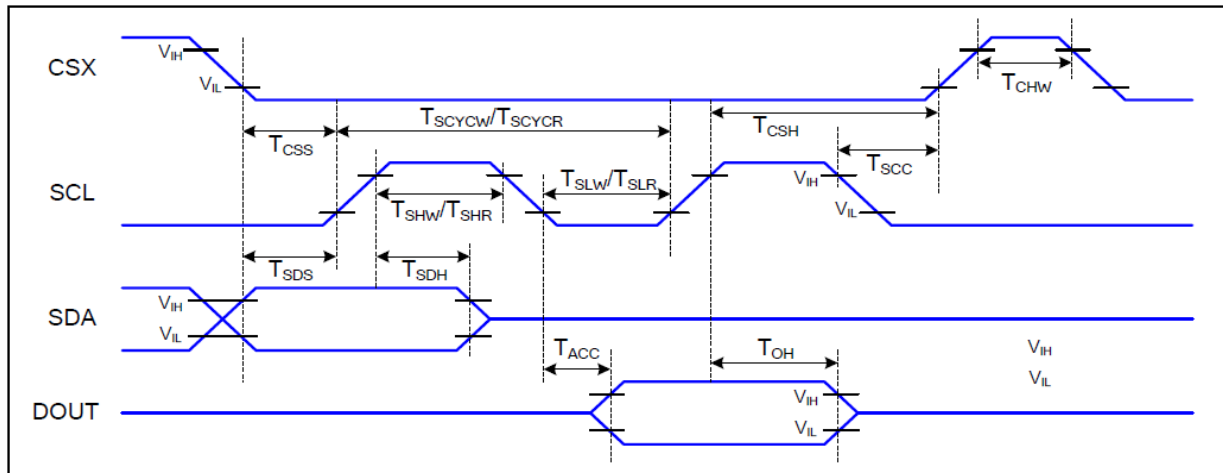 CSX
VIH
VIL
TCHW
TSCYCW/TSCYCR
TCSH
TCSS
TSCC
SCL
TSLW/TSLR
VIH
TSHW/TSHR
VIL
TSDS
TSDH
SDA
VIH
VIL
TACC
TOH
VIH
VIL
DOUT
VIH
VIL